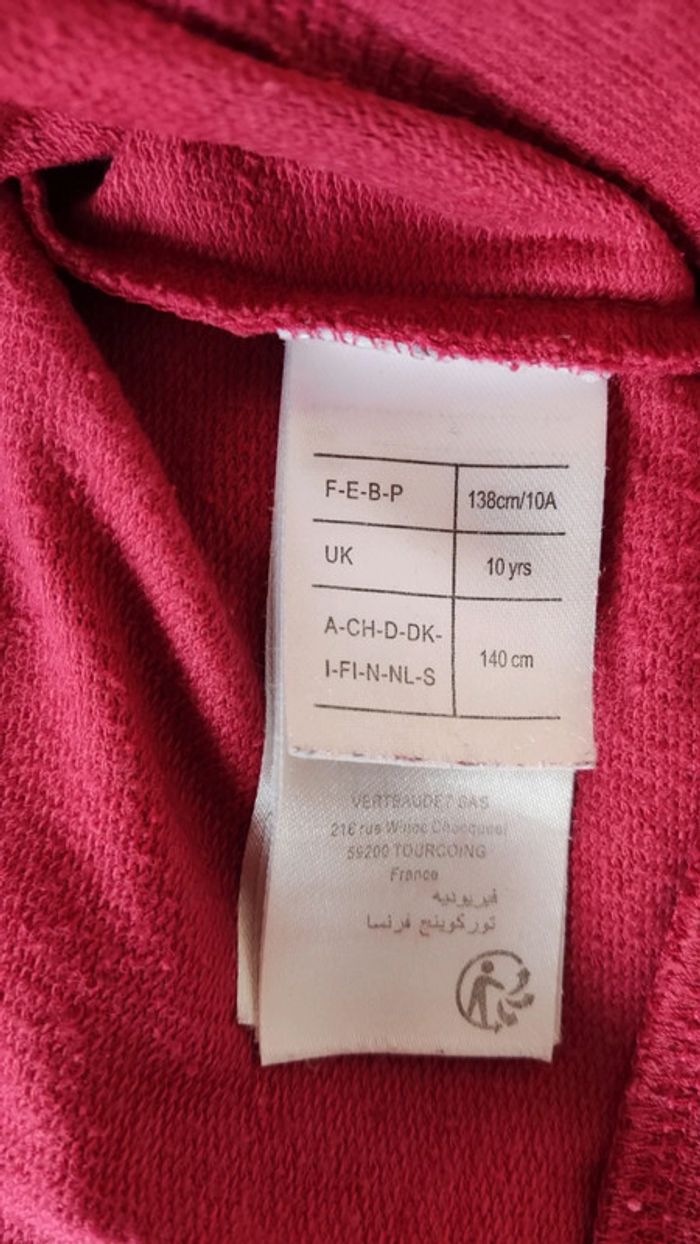 F-E-B-P 138cm/10A
UK 10 yrs
A-CH-D-DK-
I-FI-N-NL-S 140 cm
VERTBAUDET SAS
216 rue Winoc Chocqueel
59200 TOURCOING
France
فيربوديه
توركوينج فرنسا